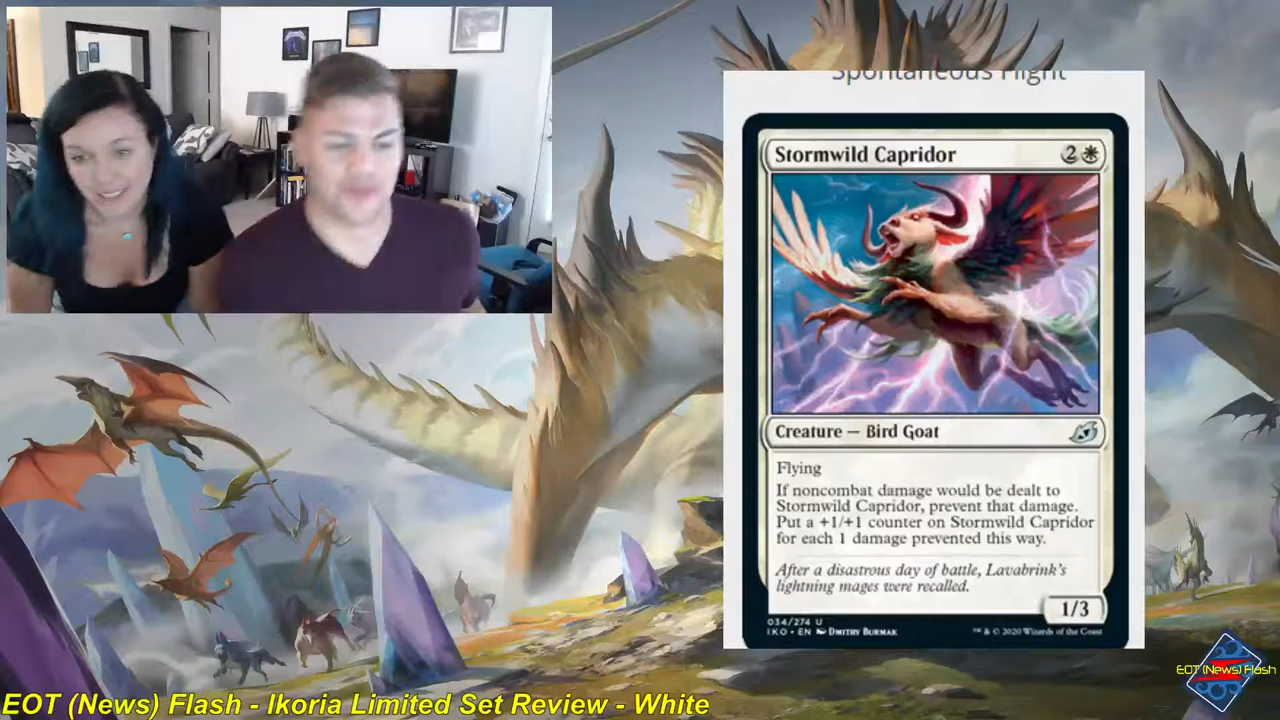 Spontaneous Flight
Stormwild Capridor 2
Creature — Bird Goat
Flying
If noncombat damage would be dealt to
Stormwild Capridor, prevent that damage.
Put a +1/+1 counter on Stormwild Capridor
for each 1 damage prevented this way.
After a disastrous day of battle, Lavabrink's
lightning mages were recalled.
1/3
034/274 U
IKO • EN Dmitry Burmak
™ & © 2020 Wizards of the Coast
EOT (News) Flash
EOT (News) Flash - Ikoria Limited Set Review - White